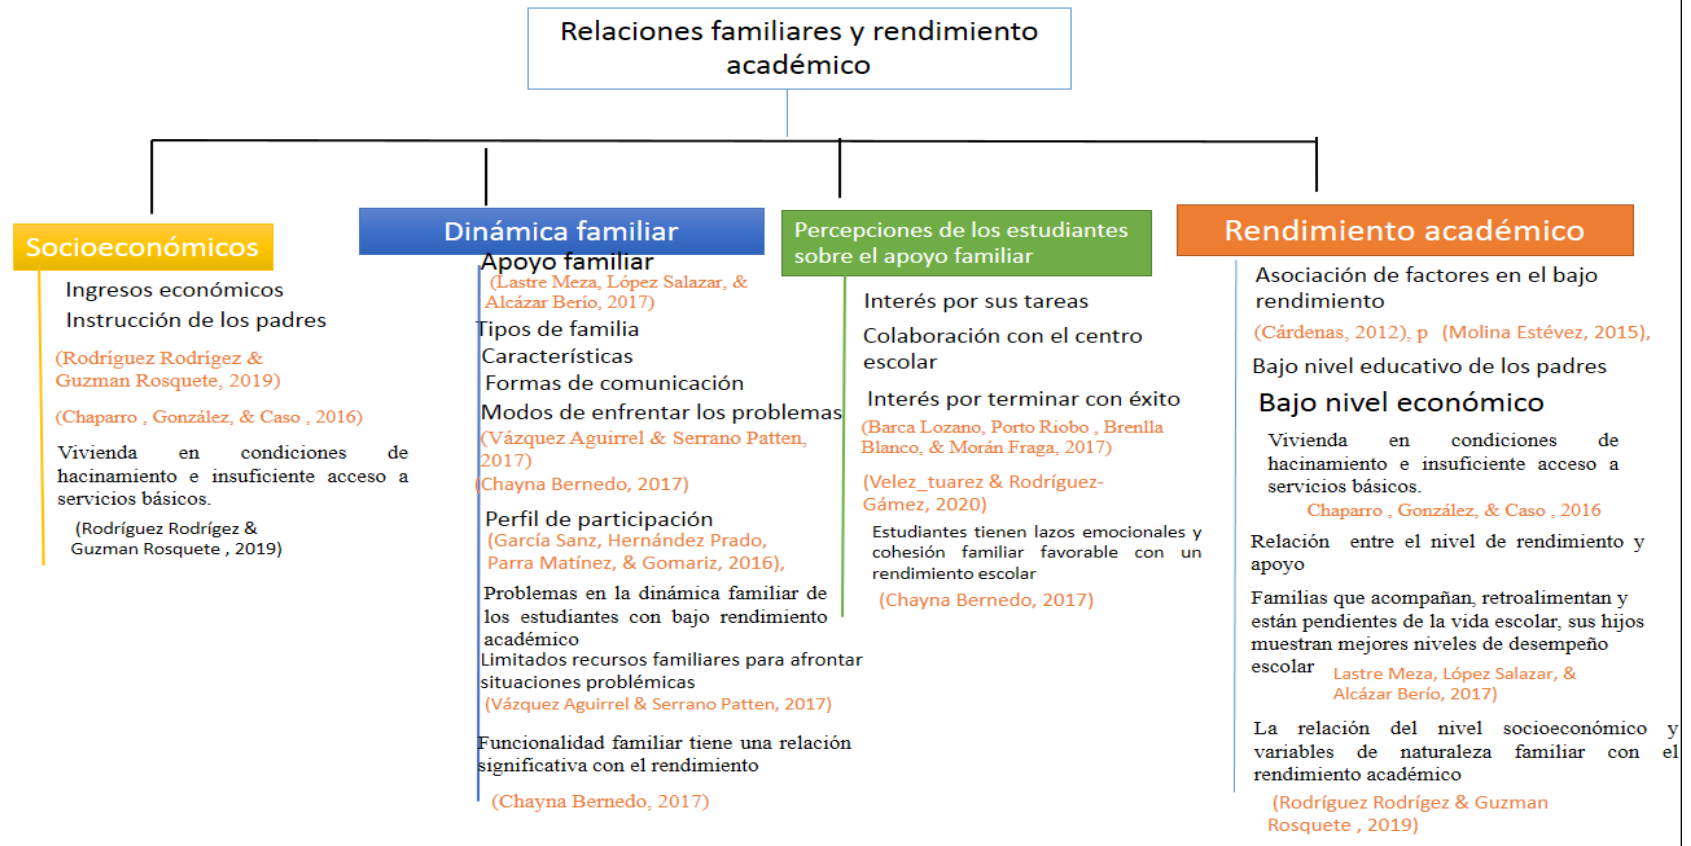 Relaciones familiares y rendimiento
académico
Socioeconómicos
Ingresos económicos
Instrucción de los padres
(Rodríguez Rodrígez &
Guzman Rosquete, 2019)
(Chaparro , González, & Caso , 2016)
Vivienda en condiciones de
hacinamiento e insuficiente acceso a
servicios básicos.
(Rodríguez Rodrígez &
Guzman Rosquete , 2019)
Dinámica familiar
Apoyo familiar
(Lastre Meza, López Salazar, &
Alcázar Berío, 2017)
Tipos de familia
Características
Formas de comunicación
Modos de enfrentar los problemas
(Vázquez Aguirrel & Serrano Patten,
2017)
(Chayna Bernedo, 2017)
Perfil de participación
(García Sanz, Hernández Prado,
Parra Matínez, & Gomariz, 2016),
Problemas en la dinámica familiar de
los estudiantes con bajo rendimiento
académico
Limitados recursos familiares para afrontar
situaciones problémicas
(Vázquez Aguirrel & Serrano Patten, 2017)
Funcionalidad familiar tiene una relación
significativa con el rendimiento
(Chayna Bernedo, 2017)
Percepciones de los estudiantes
sobre el apoyo familiar
Interés por sus tareas
Colaboración con el centro
escolar
Interés por terminar con éxito
(Barca Lozano, Porto Riobo , Brenlla
Blanco, & Morán Fraga, 2017)
(Velez_tuarez & Rodríguez-
Gámez, 2020)
Estudiantes tienen lazos emocionales y
cohesión familiar favorable con un
rendimiento escolar
(Chayna Bernedo, 2017)
Rendimiento académico
Asociación de factores en el bajo
rendimiento
(Cárdenas, 2012), p (Molina Estévez, 2015),
Bajo nivel educativo de los padres
Bajo nivel económico
Vivienda en condiciones de
hacinamiento e insuficiente acceso a
servicios básicos.
Chaparro , González, & Caso , 2016
Relación entre el nivel de rendimiento y
apoyo
Familias que acompañan, retroalimentan y
están pendientes de la vida escolar, sus hijos
muestran mejores niveles de desempeño
escolar
Lastre Meza, López Salazar, &
Alcázar Berío, 2017)
La relación del nivel socioeconómico y
variables de naturaleza familiar con el
rendimiento académico
(Rodríguez Rodrígez & Guzman
Rosquete , 2019)